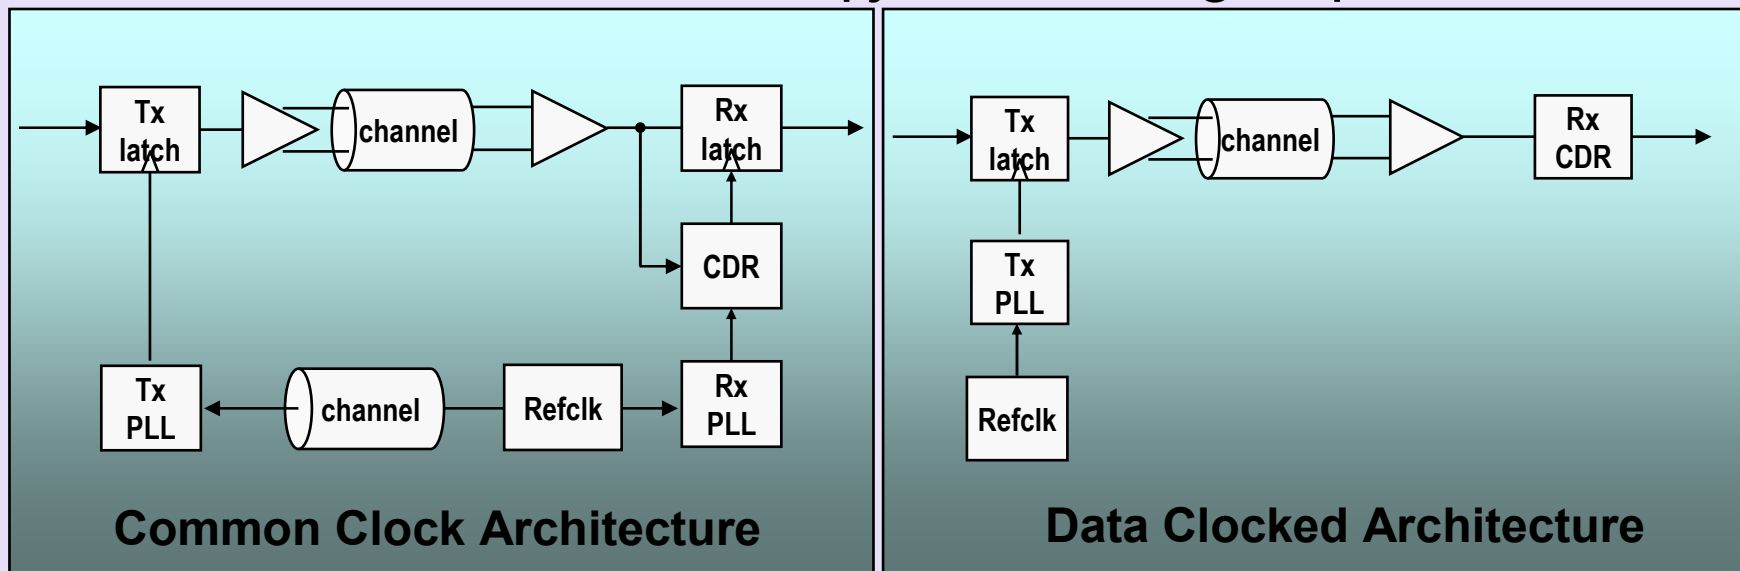 Tx
latch
channel
Rx
latch
CDR
Tx
PLL
channel
Refclk
Rx
PLL
Common Clock Architecture
Tx
latch
channel
Rx
CDR
Tx
PLL
Refclk
Data Clocked Architecture